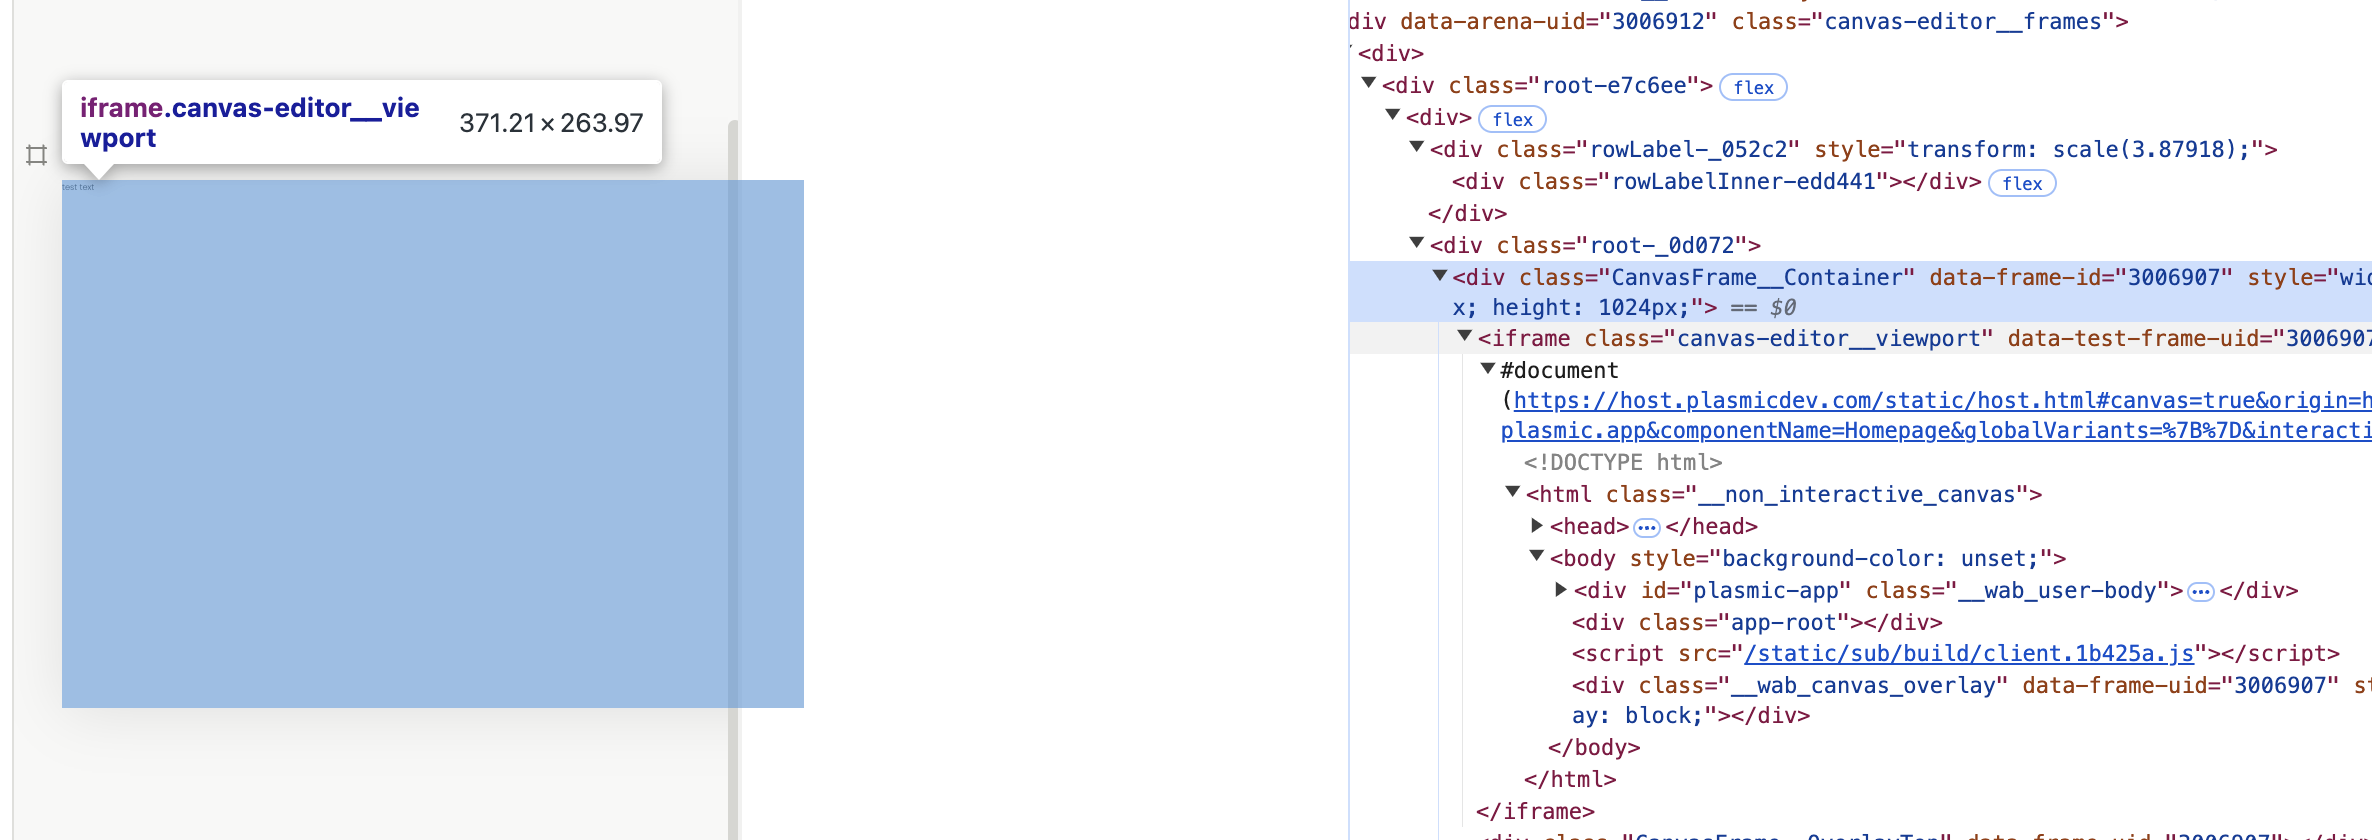 iframe.canvas-editor__vie
wport
371.21 × 263.97
test text
div data-arena-uid="3006912" class="canvas-editor__frames">
<div>
<div class="root-e7c6ee"> flex
<div> flex
<div class="rowLabel-_052c2" style="transform: scale(3.87918);">
<div class="rowLabelInner-edd441"></div> flex
</div>
<div class="root-_0d072">
<div class="CanvasFrame__Container" data-frame-id="3006907" style="wid
x; height: 1024px;"> == $0
<iframe class="canvas-editor__viewport" data-test-frame-uid="3006907
#document
(https://host.plasmicdev.com/static/host.html#canvas=true&origin=h
plasmic.app&componentName=Homepage&globalVariants=%7B%7D&interacti
<!DOCTYPE html>
<html class="__non_interactive_canvas">
<head> ••• </head>
<body style="background-color: unset;">
<div id="plasmic-app" class="__wab_user-body"> ••• </div>
<div class="app-root"></div>
<script src="/static/sub/build/client.1b425a.js"></script>
<div class="__wab_canvas_overlay" data-frame-uid="3006907" st
ay: block;"></div>
</body>
</html>
</iframe>